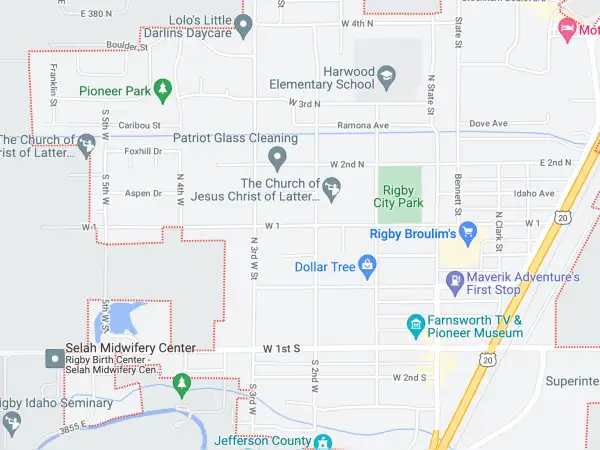 E 380 N
Lolo's Little
Darlins Daycare
W 4th N
State St
Boulder St
Franklin St
Pioneer Park
Harwood
Elementary School
N State St
W 3rd N
S 5th W
Caribou St
Ramona Ave
Dove Ave
The Church of
rist of Latter...
Patriot Glass Cleaning
Foxhill Dr
W 2nd N
E 2nd N
S 5th W
Aspen Dr
N 4th W
The Church of
Jesus Christ of Latter...
Rigby
City Park
Bennett St
Idaho Ave
N Clark St
20
W 1
W 1
W 1
N 3rd W St
Rigby Broulim's
Dollar Tree
Maverik Adventure's
First Stop
5th W St
Farnsworth TV &
Pioneer Museum
Selah Midwifery Center
Rigby Birth Center -
Selah Midwifery Cen...
W 1st S
20
S 3rd W
S 2nd W
W 2nd S
Superinte
Rigby Idaho Seminary
3855 E
Jefferson County